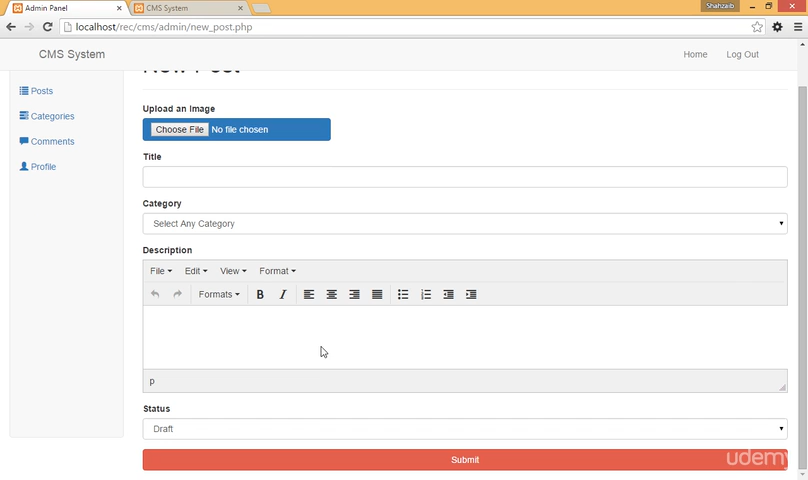 Admin Panel
CMS System
Shahzaib
localhost/rec/cms/admin/new_post.php
CMS System
Home
Log Out
New Post
Posts
Categories
Comments
Profile
Upload an Image
Choose File No file chosen
Title
Category
Select Any Category
Description
File Edit View Format
Formats B I
p
Status
Draft
Submit
udemy